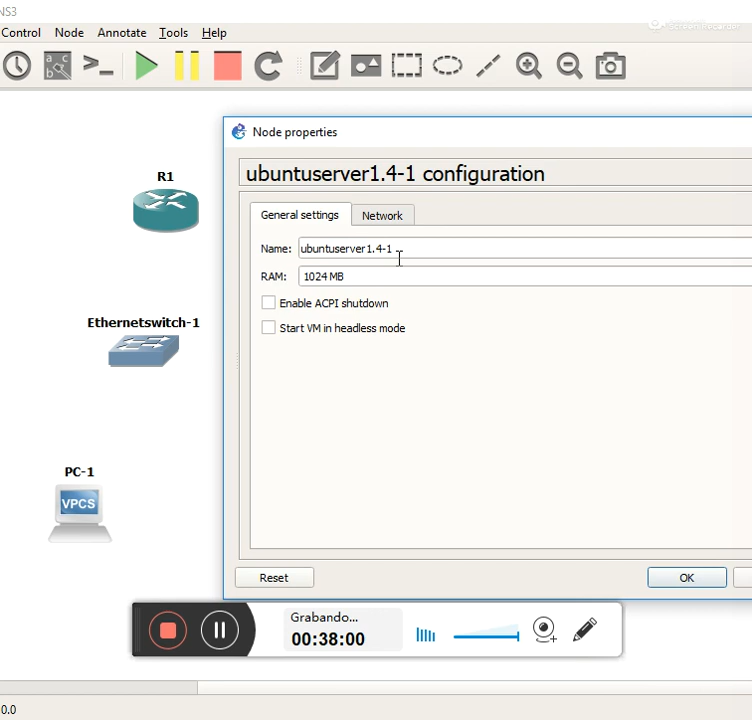 NS3
Control Node Annotate Tools Help
Screen Recorder
R1
Ethernetswitch-1
PC-1
VPCS
Node properties
ubuntuserver1.4-1 configuration
General settings Network
Name: ubuntuserver1.4-1
RAM: 1024 MB
Enable ACPI shutdown
Start VM in headless mode
Reset OK
Grabando...
00:38:00
0.0